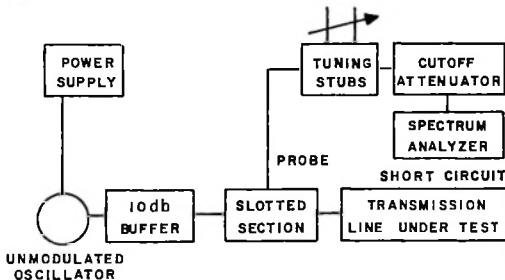 POWER
SUPPLY
TUNING
STUBS
CUTOFF
ATTENUATOR
SPECTRUM
ANALYZER
PROBE
SHORT CIRCUIT
10db
BUFFER
SLOTTED
SECTION
TRANSMISSION
LINE UNDER TEST
UNMODULATED
OSCILLATOR